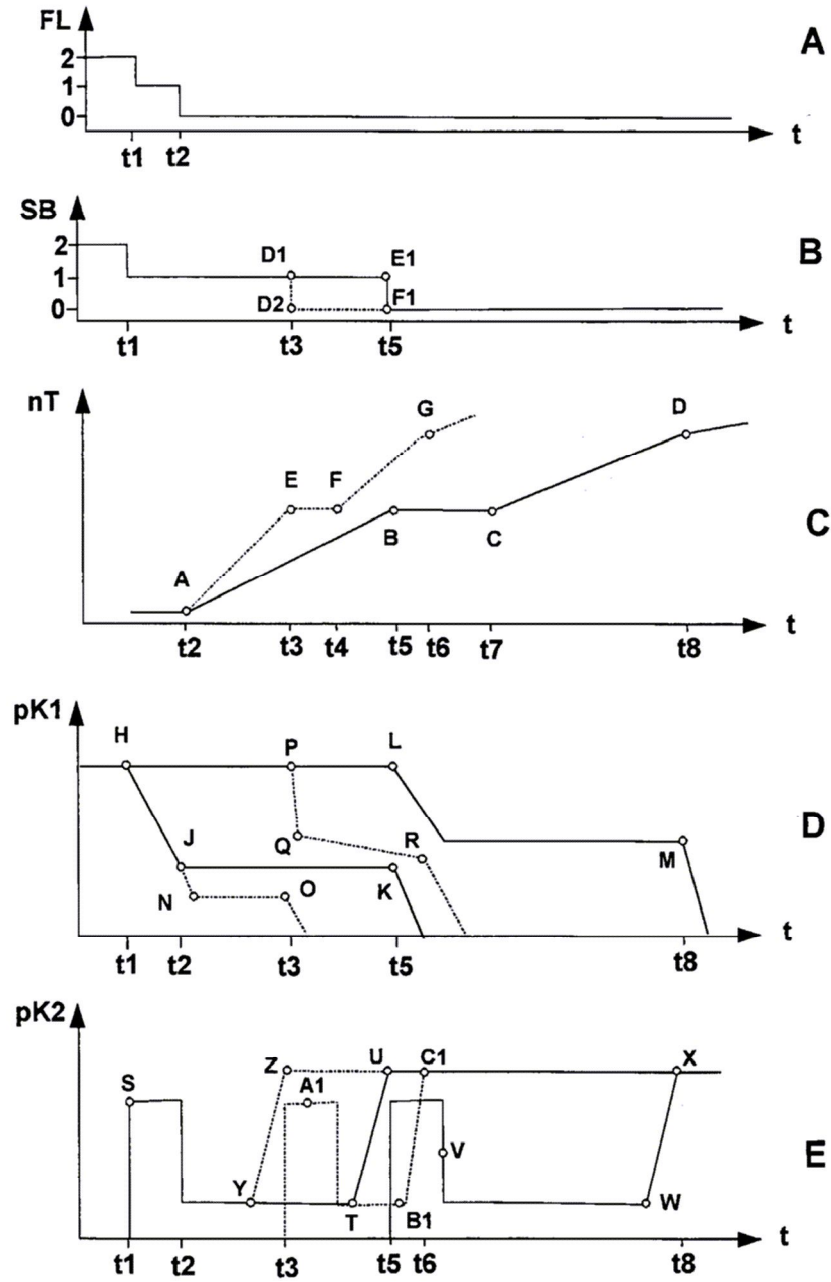 FL
A
2
1
0
t
t1 t2
SB
B
2
D1 E1
1
D2 F1
0
t
t1 t3 t5
nT
G D
E F
C
B C
A
t
t2 t3 t4 t5 t6 t7 t8
pK1
H P L
D
J Q R M
N O K
t
t1 t2 t3 t5 t8
pK2
Z U C1 X
S A1
V E
Y T B1 W
t
t1 t2 t3 t5 t6 t8